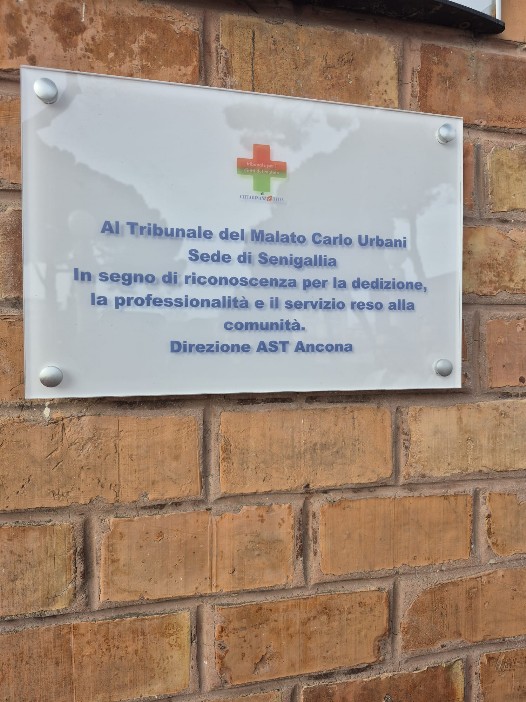 Al Tribunale del Malato Carlo Urbani
Sede di Senigallia
In segno di riconoscenza per la dedizione,
la professionalità e il servizio reso alla
comunità.
Direzione AST Ancona